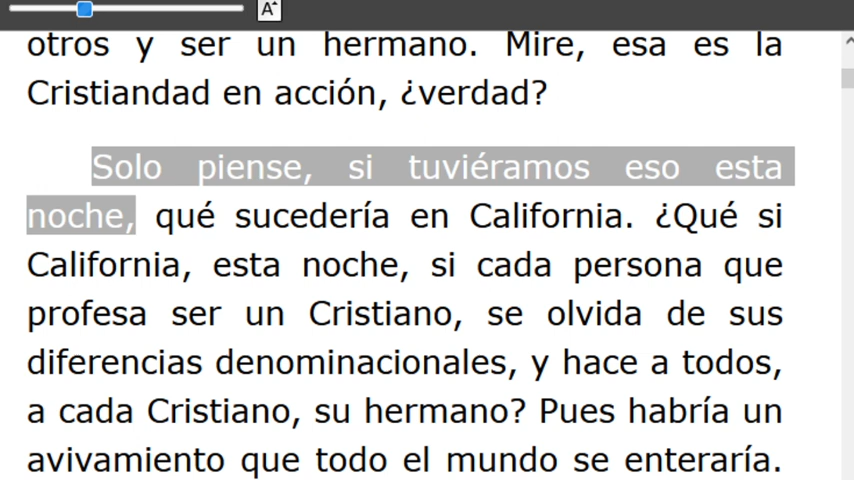 A
otros y ser un hermano. Mire, esa es la
Cristiandad en acción, ¿verdad?
Solo piense, si tuviéramos eso esta
noche, qué sucedería en California. ¿Qué si
California, esta noche, si cada persona que
profesa ser un Cristiano, se olvida de sus
diferencias denominacionales, y hace a todos,
a cada Cristiano, su hermano? Pues habría un
avivamiento que todo el mundo se enteraría.